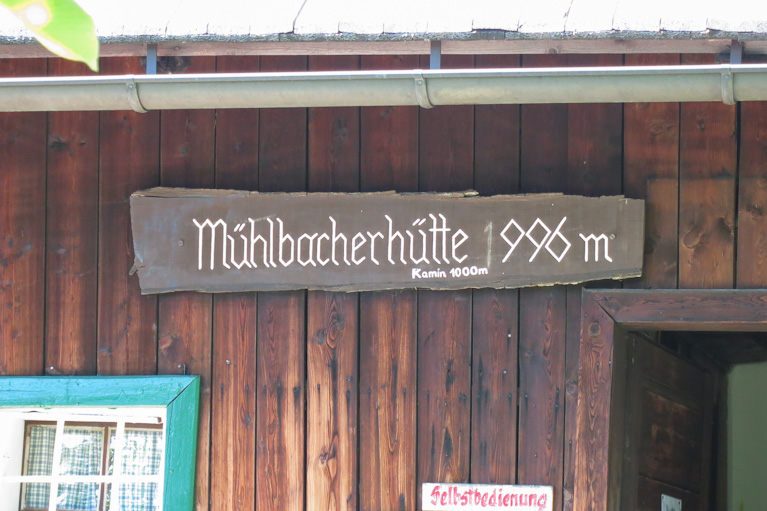 Mühlbacherhütte 996 m
Kamin 1000m
Selbstbedienung